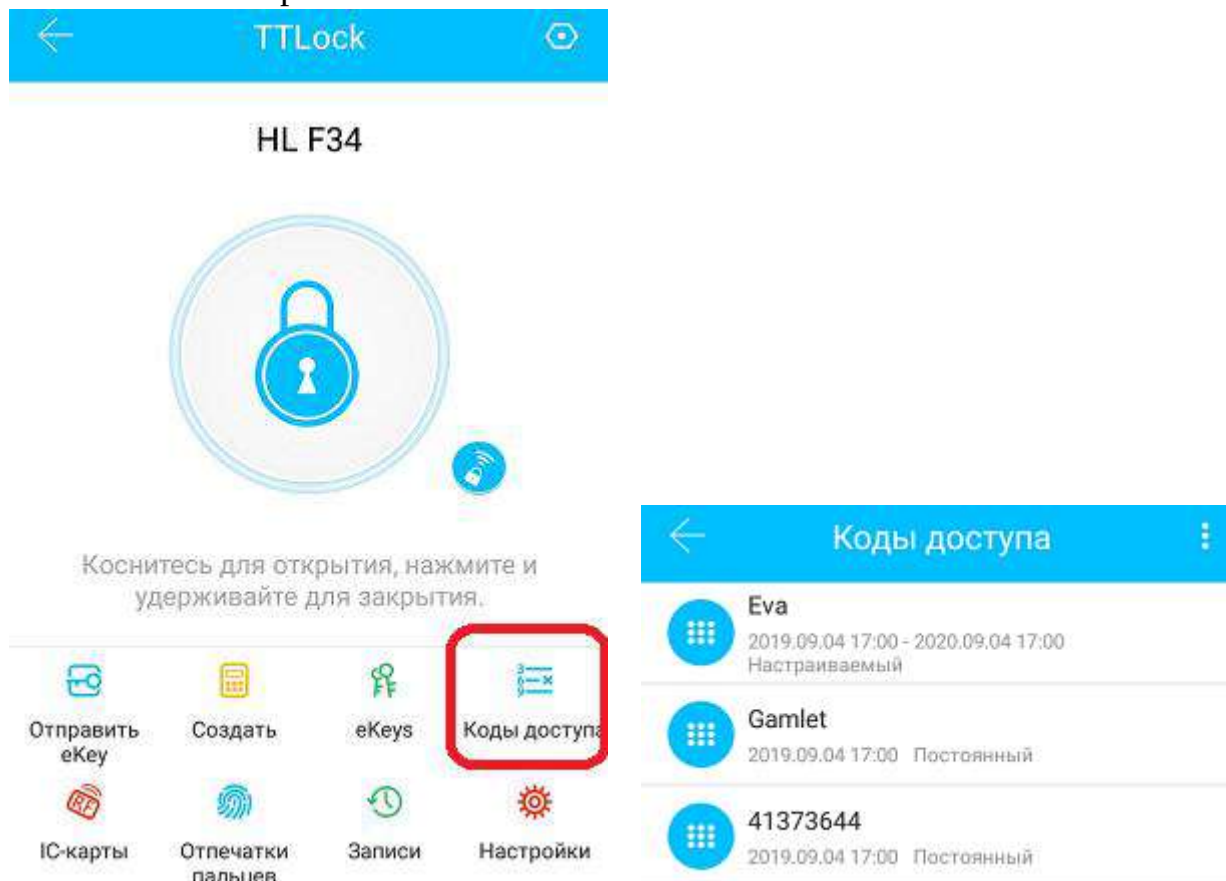 TTLock
HL F34
Коснитесь для открытия, нажмите и
удерживайте для закрытия.
Отправить
eKey
Создать
eKeys
Коды доступа
IC-карты
Отпечатки
пальцев
Записи
Настройки
Коды доступа
Eva
2019.09.04 17:00 - 2020.09.04 17:00
Настраиваемый
Gamlet
2019.09.04 17:00 Постоянный
41373644
2019.09.04 17:00 Постоянный